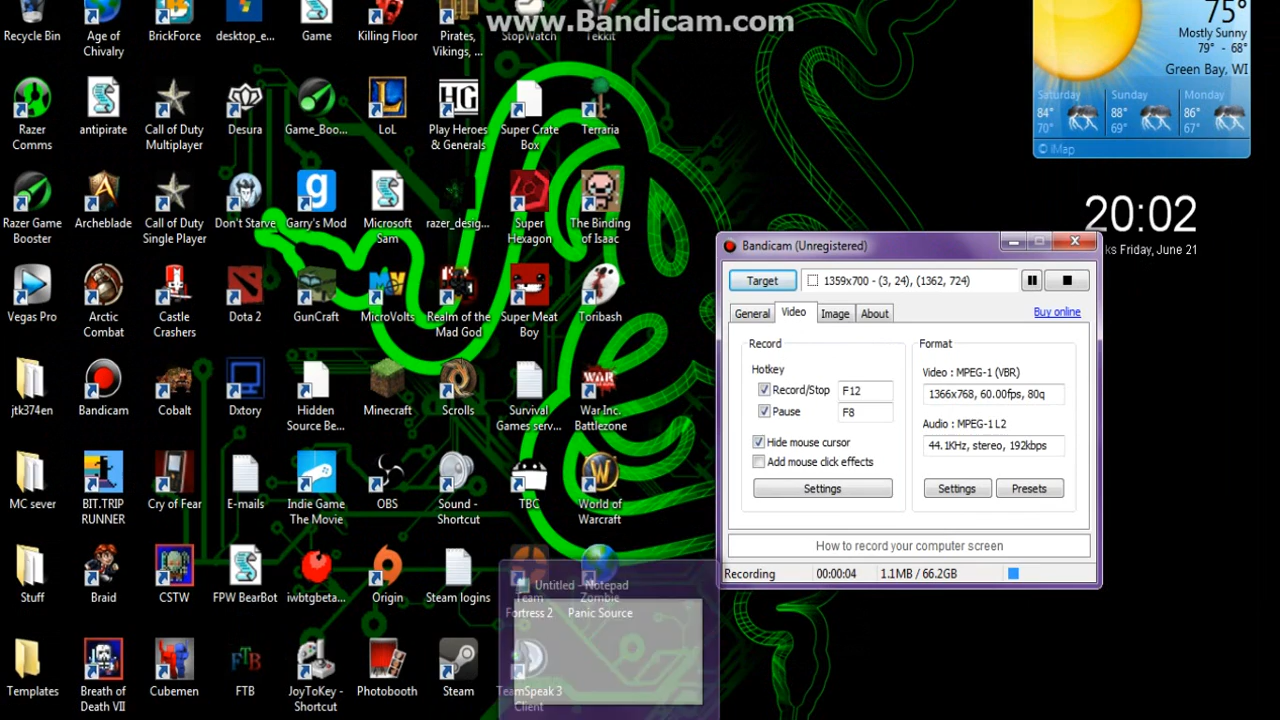 www.Bandicam.com
Recycle Bin
Age of
Chivalry
BrickForce
desktop_e...
Game
Killing Floor
Pirates,
Vikings, ...
StopWatch
Tekkit
75°
Mostly Sunny
79° - 68°
Green Bay, WI
Saturday
84°
70°
Sunday
88°
69°
Monday
86°
67°
© iMap
Razer
Comms
antipirate
Call of Duty
Multiplayer
Desura
Game_Boo...
LoL
Play Heroes
& Generals
Super Crate
Box
Terraria
Razer Game
Booster
Archeblade
Call of Duty
Single Player
Don't Starve
Garry's Mod
Microsoft
Sam
razer_desig...
Super
Hexagon
The Binding
of Isaac
20:02
ks Friday, June 21
Vegas Pro
Arctic
Combat
Castle
Crashers
Dota 2
GunCraft
MicroVolts
Realm of the
Mad God
Super Meat
Boy
Toribash
jtk374en
Bandicam
Cobalt
Dxtory
Hidden
Source Be...
Minecraft
Scrolls
Survival
Games serv...
War Inc.
Battlezone
MC sever
BIT.TRIP
RUNNER
Cry of Fear
E-mails
Indie Game
The Movie
OBS
Sound -
Shortcut
TBC
World of
Warcraft
Stuff
Braid
CSTW
FPW BearBot
iwbtgbeta...
Origin
Steam logins
Team
Fortress 2
Zombie
Panic Source
Untitled - Notepad
Templates
Breath of
Death VII
Cubemen
FTB
JoyToKey -
Shortcut
Photobooth
Steam
TeamSpeak 3
Client
Bandicam (Unregistered)
Target
1359x700 - (3, 24), (1362, 724)
General
Video
Image
About
Buy online
Record
Hotkey
Record/Stop
F12
Pause
F8
Hide mouse cursor
Add mouse click effects
Settings
Format
Video : MPEG-1 (VBR)
1366x768, 60.00fps, 80q
Audio : MPEG-1 L2
44.1KHz, stereo, 192kbps
Settings
Presets
How to record your computer screen
Recording
00:00:04
1.1MB / 66.2GB